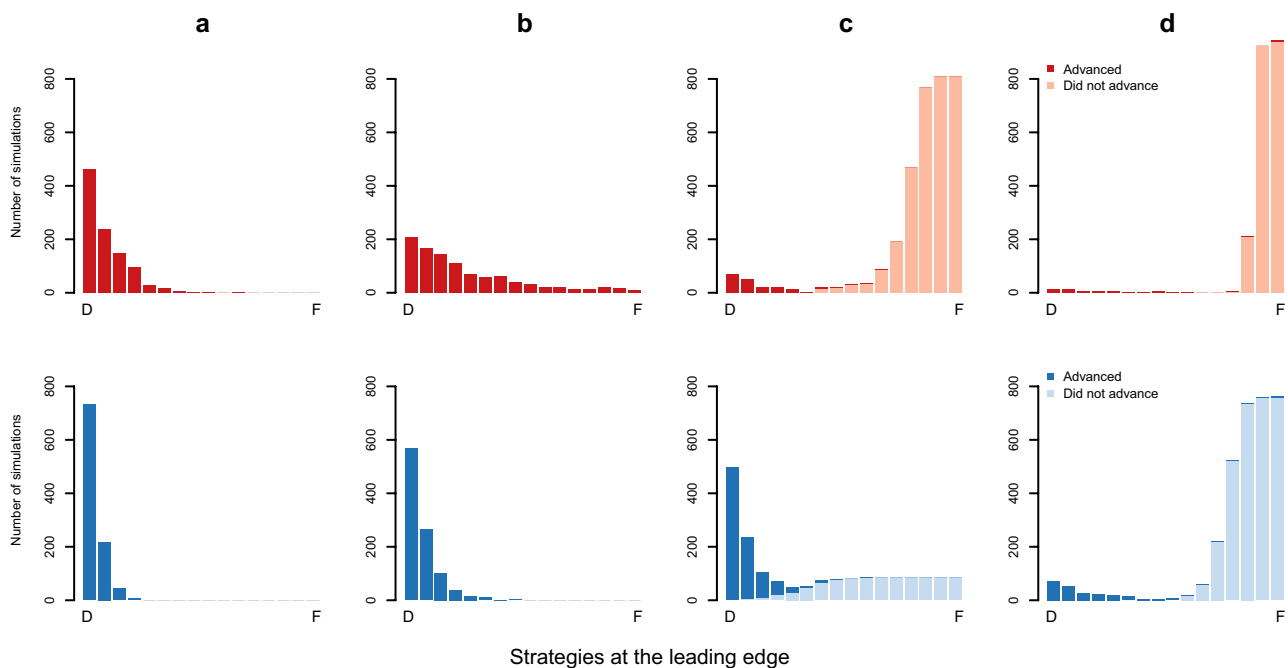 a b c d
Number of simulations
0 200 400 600 800
D F
0 200 400 600 800
D F
0 200 400 600 800
D F
0 200 400 600 800
Advanced
Did not advance
D F
Number of simulations
0 200 400 600 800
D F
0 200 400 600 800
D F
0 200 400 600 800
D F
0 200 400 600 800
Advanced
Did not advance
D F
Strategies at the leading edge